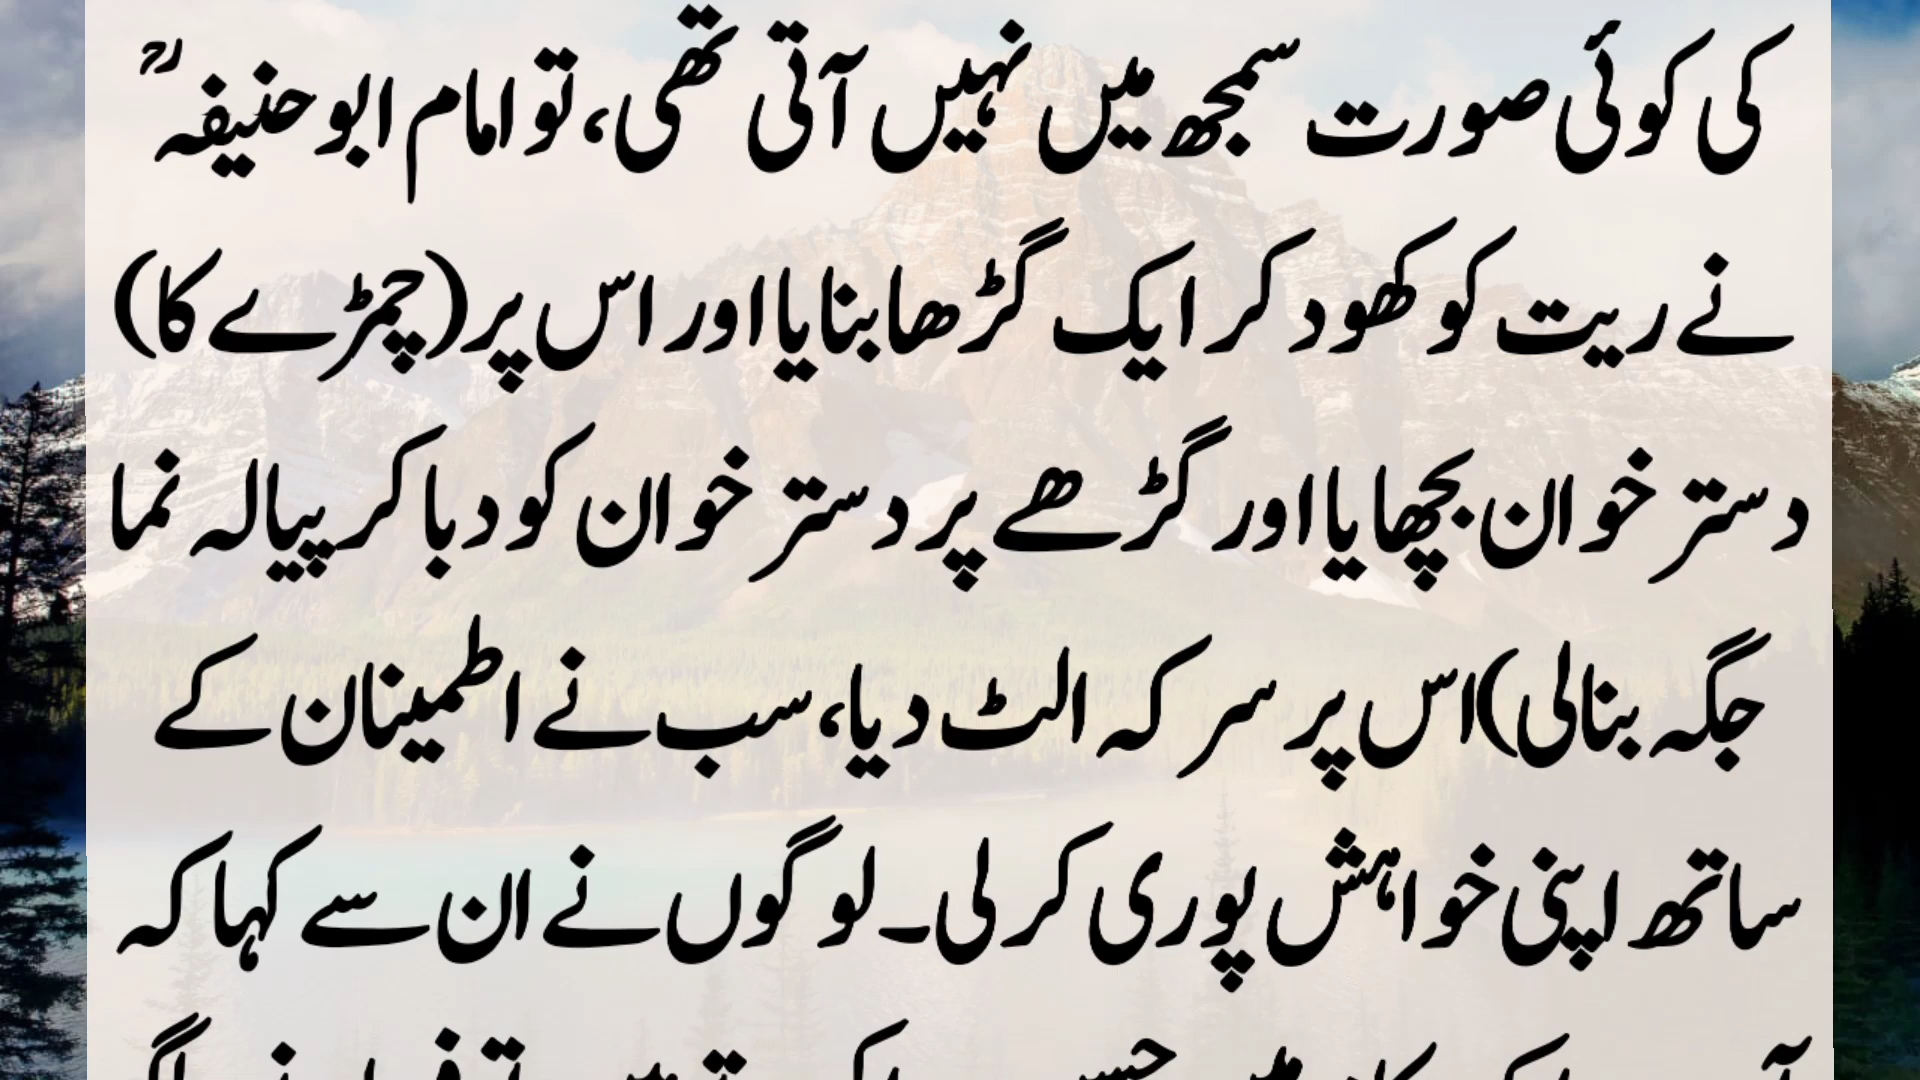 کی کوئی صورت سمجھ میں نہیں آتی تھی، تو امام ابو حنیفہ ؒ
نے ریت کو کھود کر ایک گڑھا بنایا اور اس پر (چمڑے کا)
دستر خوان بچھایا اور گڑھے پر دستر خوان کو دبا کر پیالہ نما
جگہ بنالی) اس پر سرکہ الٹ دیا، سب نے اطمینان کے
ساتھ اپنی خواہش پوری کرلی۔ لوگوں نے ان سے کہا کہ